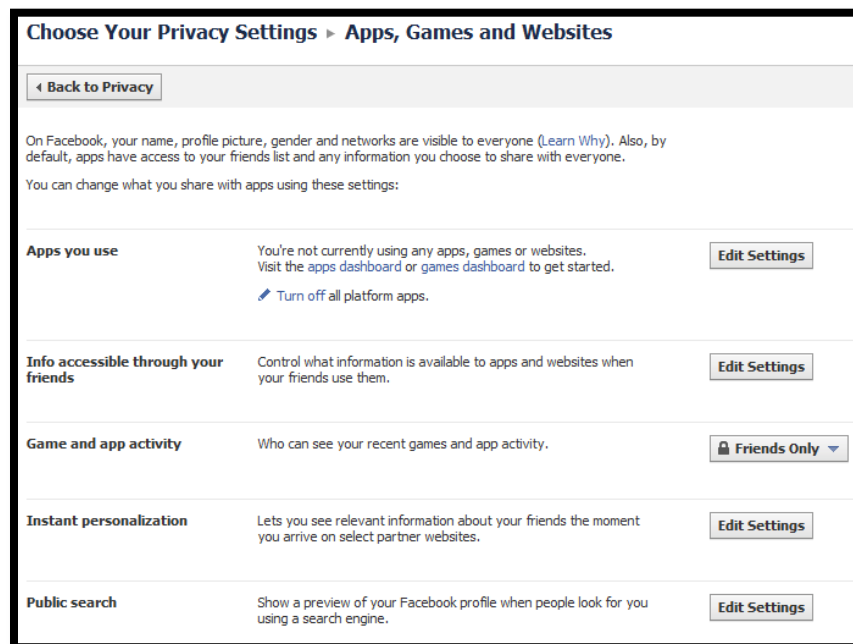 Choose Your Privacy Settings ▸ Apps, Games and Websites
Back to Privacy
On Facebook, your name, profile picture, gender and networks are visible to everyone (Learn Why). Also, by
default, apps have access to your friends list and any information you choose to share with everyone.
You can change what you share with apps using these settings:
Apps you use
You're not currently using any apps, games or websites.
Visit the apps dashboard or games dashboard to get started.
Turn off all platform apps.
Edit Settings
Info accessible through your
friends
Control what information is available to apps and websites when
your friends use them.
Edit Settings
Game and app activity
Who can see your recent games and app activity.
Friends Only
Instant personalization
Lets you see relevant information about your friends the moment
you arrive on select partner websites.
Edit Settings
Public search
Show a preview of your Facebook profile when people look for you
using a search engine.
Edit Settings